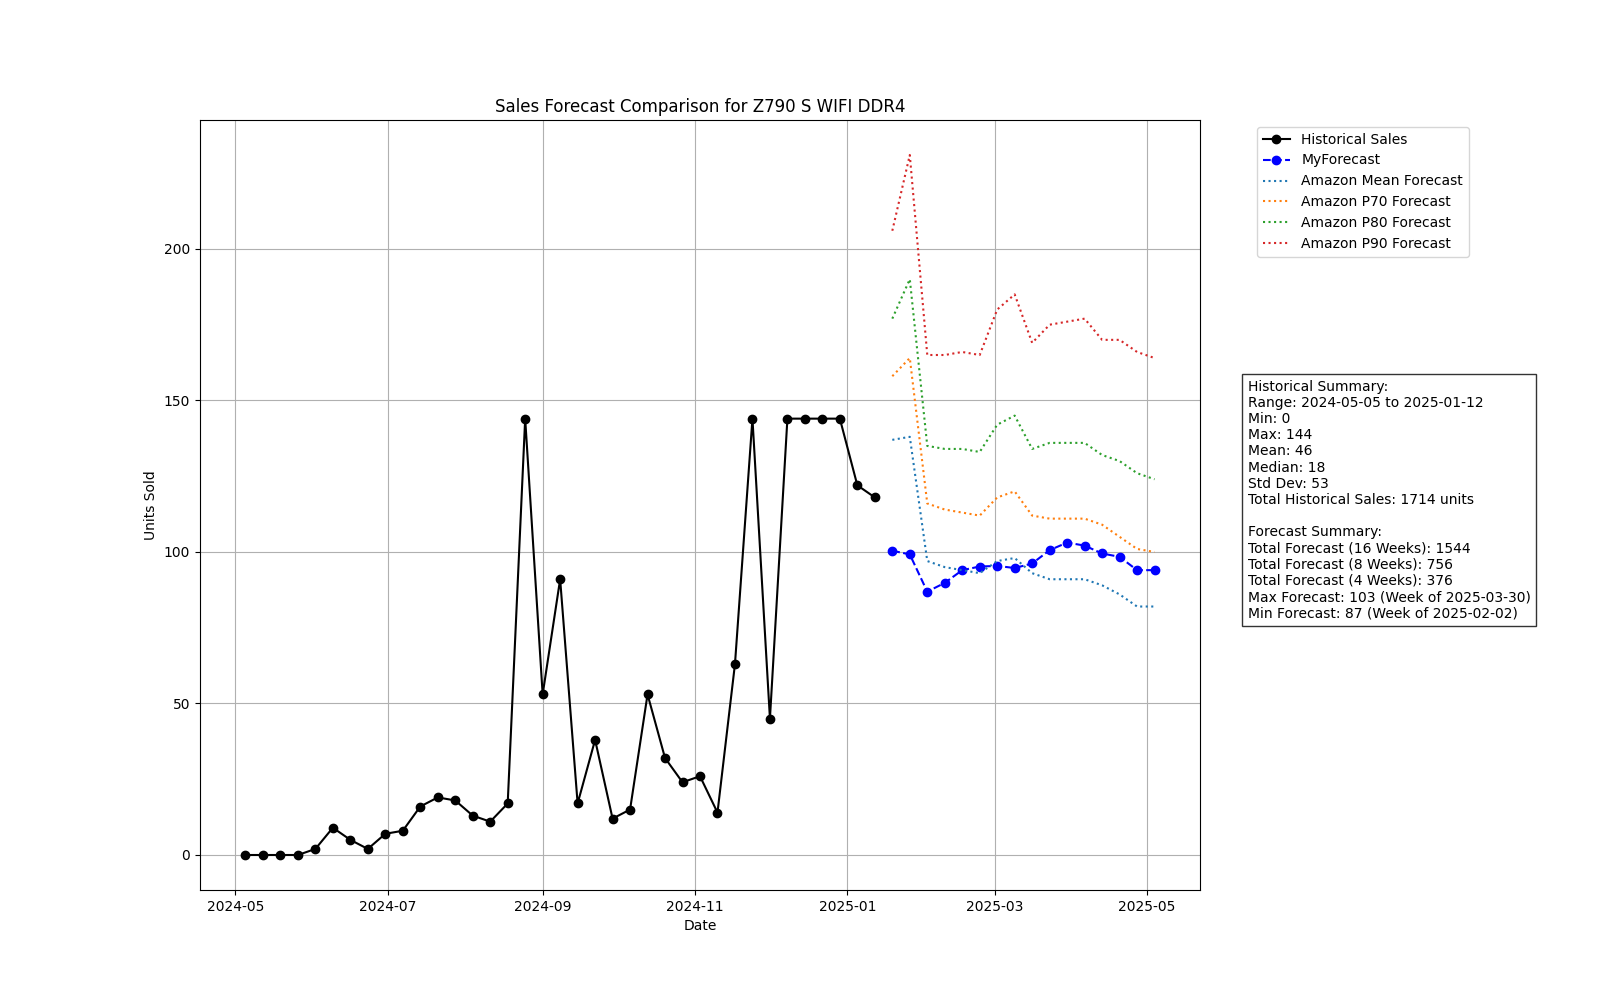 Sales Forecast Comparison for Z790 S WIFI DDR4
Units Sold
200
150
100
50
0
2024-05
2024-07
2024-09
2024-11
2025-01
2025-03
2025-05
Date
Historical Sales
MyForecast
Amazon Mean Forecast
Amazon P70 Forecast
Amazon P80 Forecast
Amazon P90 Forecast
Historical Summary:
Range: 2024-05-05 to 2025-01-12
Min: 0
Max: 144
Mean: 46
Median: 18
Std Dev: 53
Total Historical Sales: 1714 units
Forecast Summary:
Total Forecast (16 Weeks): 1544
Total Forecast (8 Weeks): 756
Total Forecast (4 Weeks): 376
Max Forecast: 103 (Week of 2025-03-30)
Min Forecast: 87 (Week of 2025-02-02)